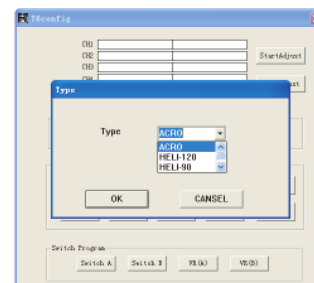 T6config
CH1
CH2 StartAdjust
CH3
CH4
ust
Type
Type ACRO
ACRO
HELI-120
HELI-90
OK CANSEL
Switch Program
Switch A Switch B VR(A) VR(B)